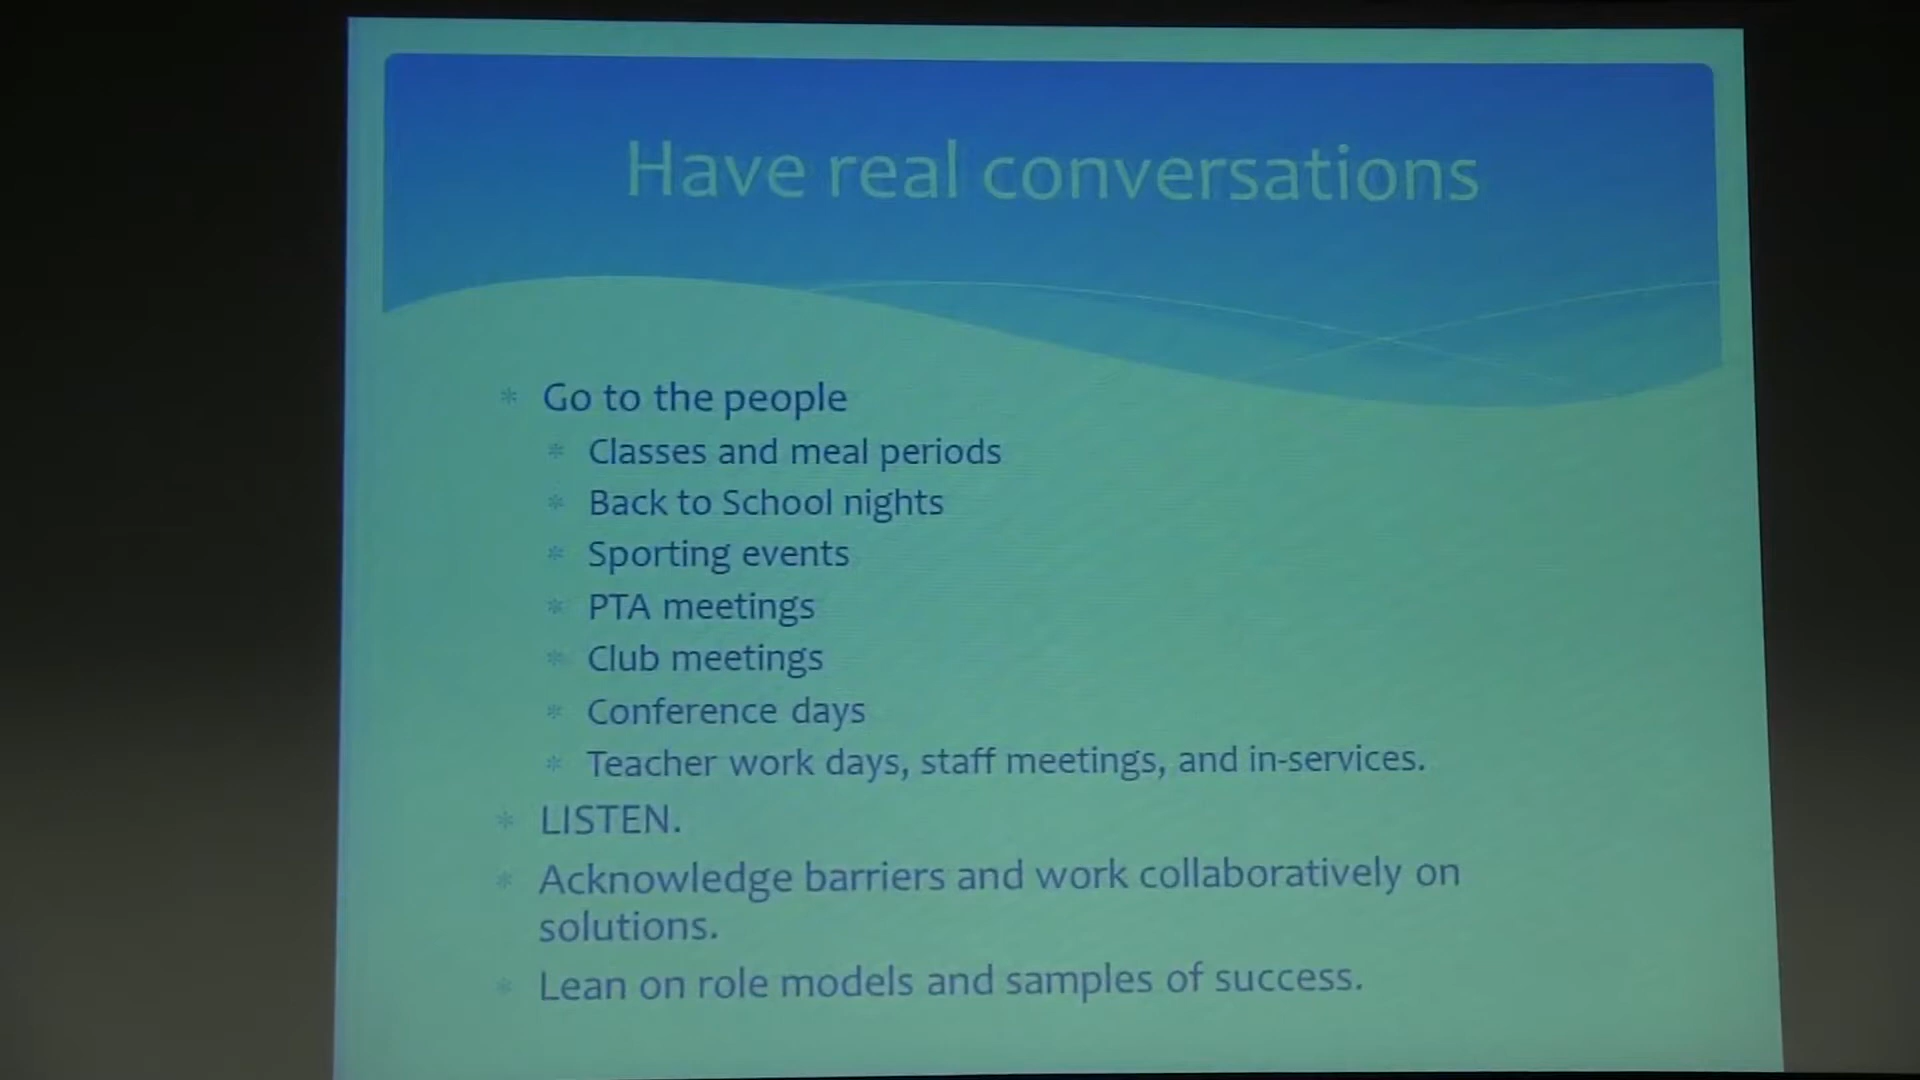 Have real conversations
* Go to the people
* Classes and meal periods
* Back to School nights
* Sporting events
* PTA meetings
* Club meetings
* Conference days
* Teacher work days, staff meetings, and in-services.
* LISTEN.
* Acknowledge barriers and work collaboratively on
solutions.
* Lean on role models and samples of success.